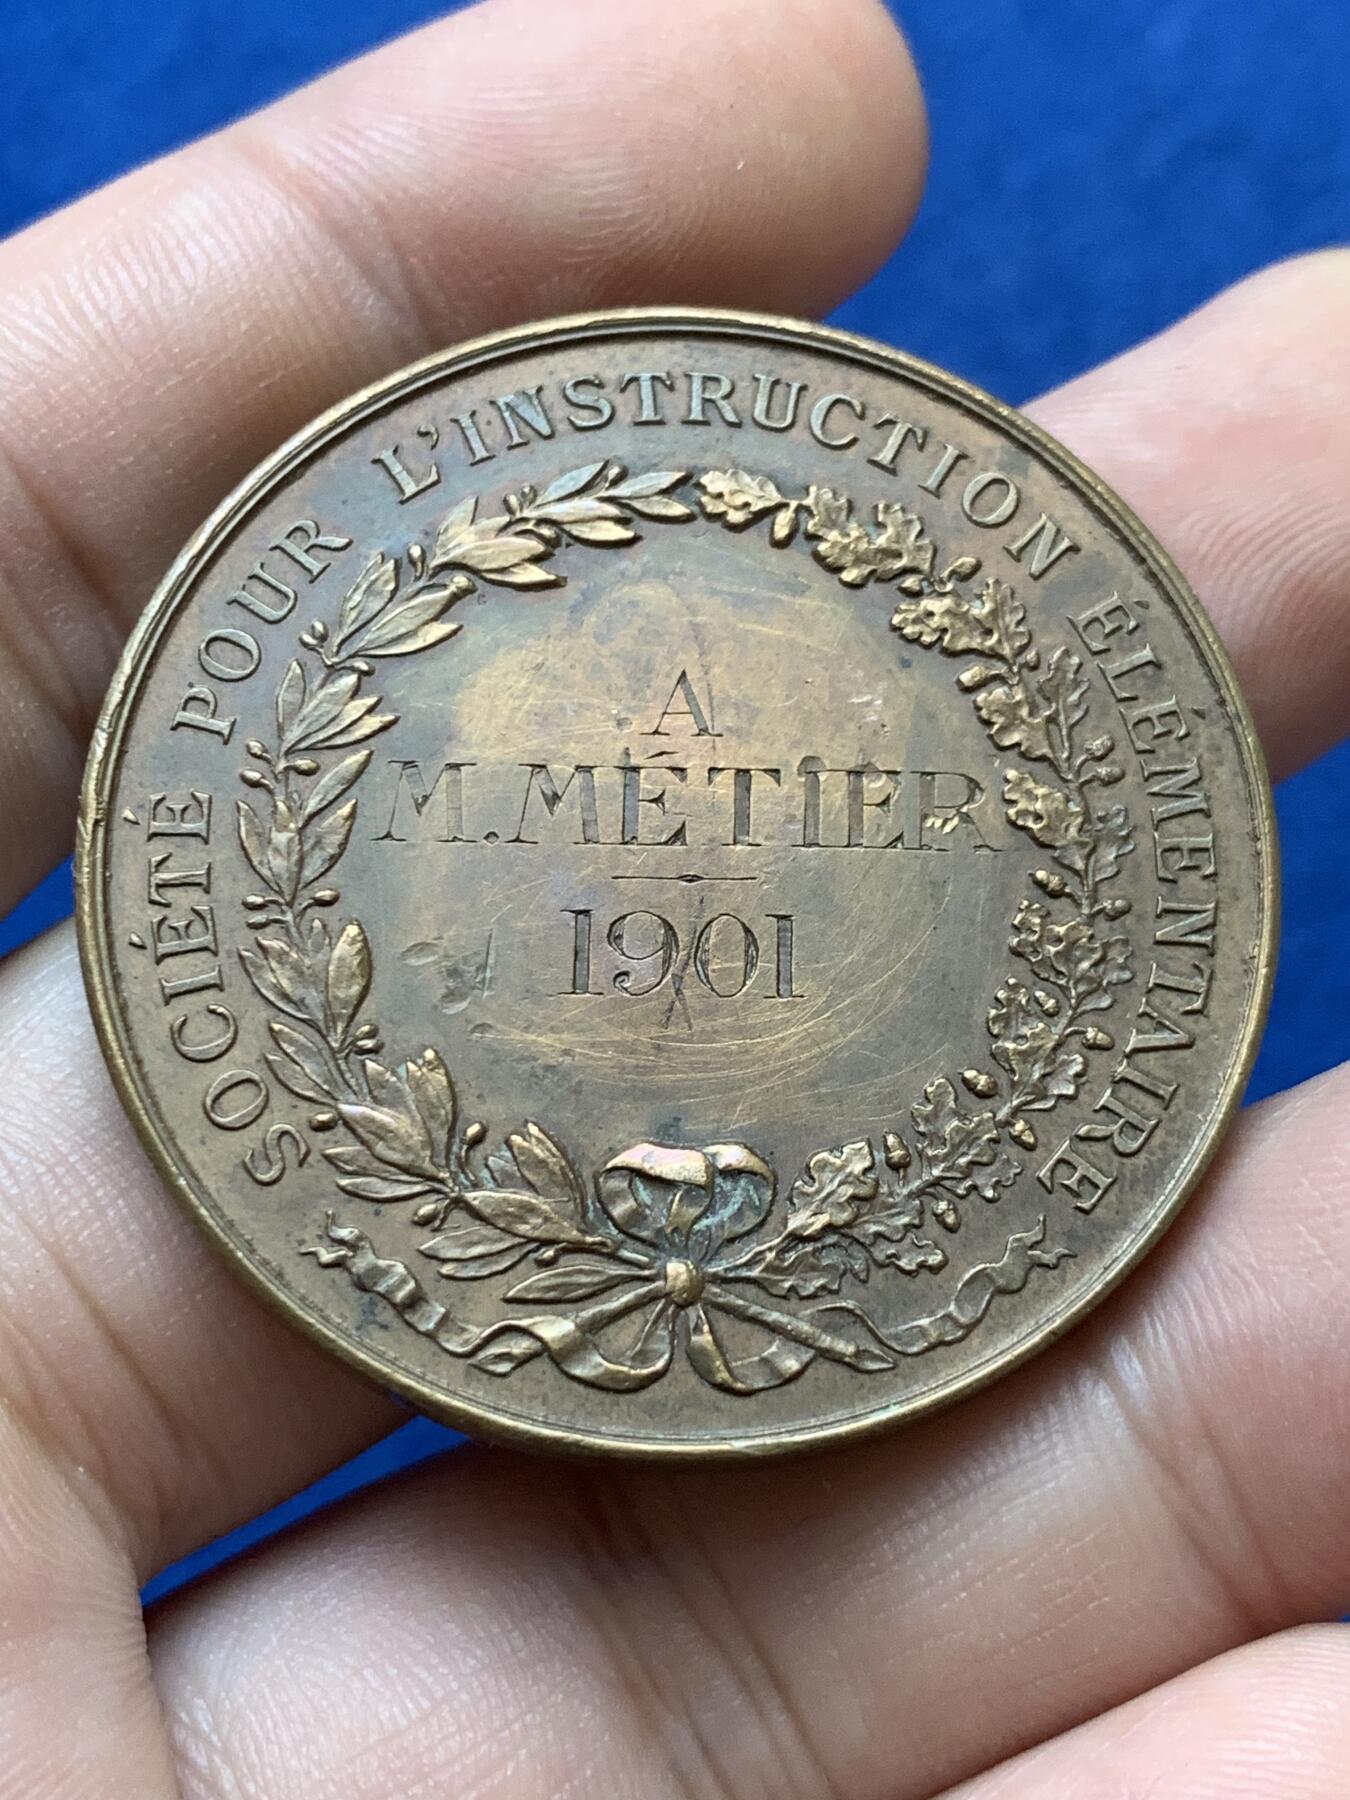 SOCIÉTÉ POUR L'INSTRUCTION ÉLÉMENTAIRE
A
M. MÉTIER
1901